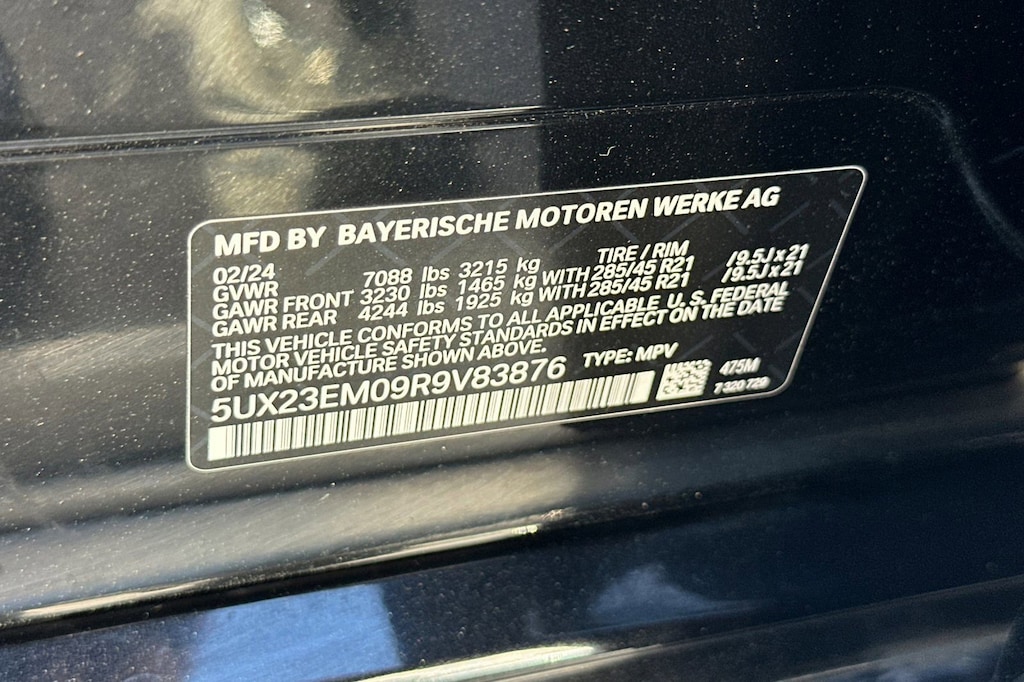 MFD BY BAYERISCHE MOTOREN WERKE AG
02/24 TIRE / RIM
GVWR 7088 lbs 3215 kg
GAWR FRONT 3230 lbs 1465 kg WITH 285/45 R21 /9.5J x 21
GAWR REAR 4244 lbs 1925 kg WITH 285/45 R21 /9.5J x 21
THIS VEHICLE CONFORMS TO ALL APPLICABLE U. S. FEDERAL
MOTOR VEHICLE SAFETY STANDARDS IN EFFECT ON THE DATE
OF MANUFACTURE SHOWN ABOVE.
5UX23EM09R9V83876 TYPE: MPV
475M
7 320 729